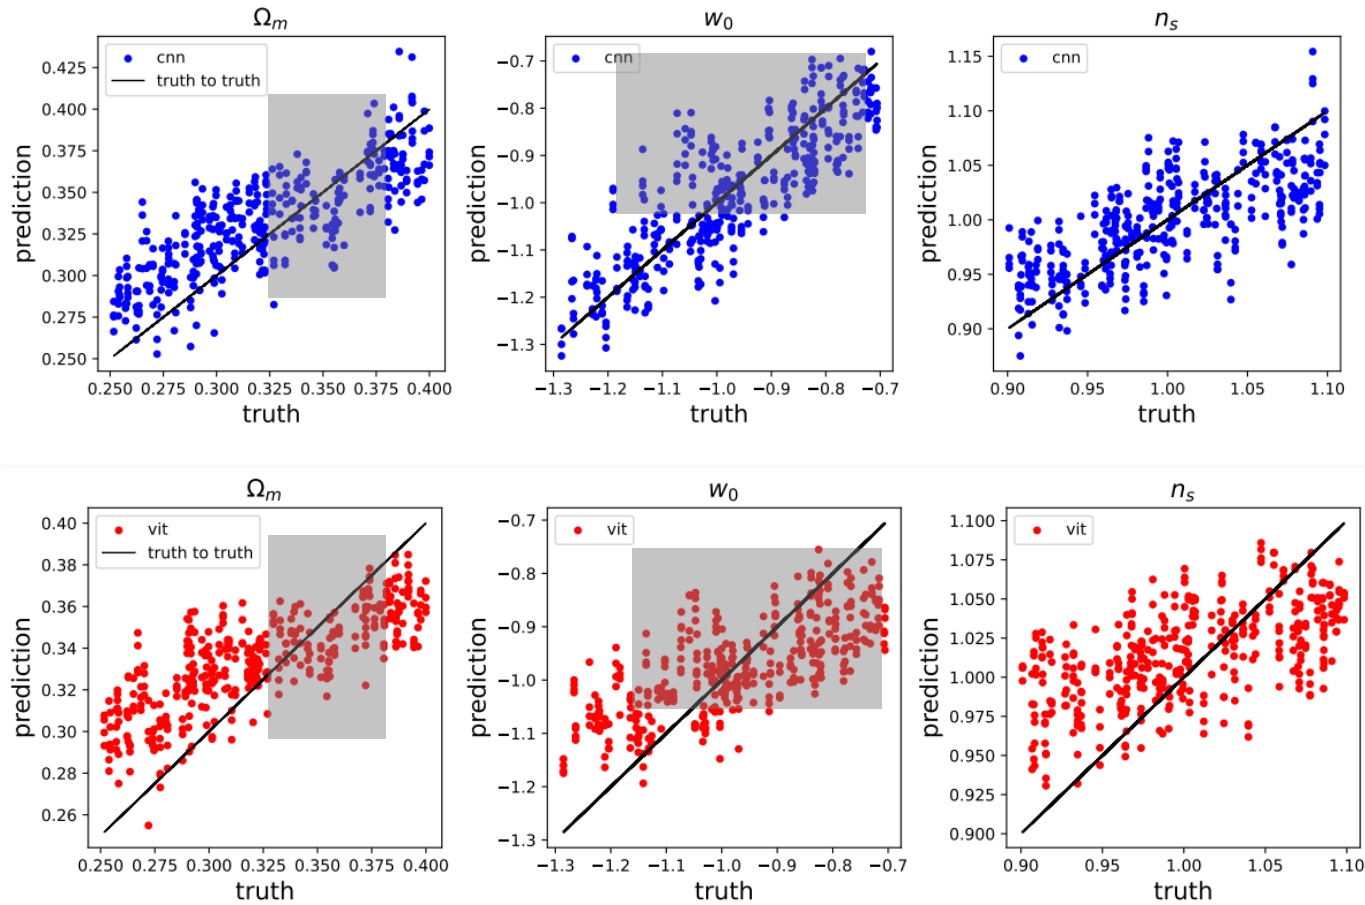 Ωm
w0
ns
cnn
truth to truth
cnn
cnn
0.425
0.400
0.375
0.350
0.325
0.300
0.275
0.250
−0.7
−0.8
−0.9
−1.0
−1.1
−1.2
−1.3
1.15
1.10
1.05
1.00
0.95
0.90
prediction
prediction
prediction
0.250 0.275 0.300 0.325 0.350 0.375 0.400
−1.3 −1.2 −1.1 −1.0 −0.9 −0.8 −0.7
0.90 0.95 1.00 1.05 1.10
truth
truth
truth
Ωm
w0
ns
vit
truth to truth
vit
vit
0.40
0.38
0.36
0.34
0.32
0.30
0.28
0.26
−0.7
−0.8
−0.9
−1.0
−1.1
−1.2
−1.3
1.100
1.075
1.050
1.025
1.000
0.975
0.950
0.925
0.900
prediction
prediction
prediction
0.250 0.275 0.300 0.325 0.350 0.375 0.400
−1.3 −1.2 −1.1 −1.0 −0.9 −0.8 −0.7
0.90 0.95 1.00 1.05 1.10
truth
truth
truth